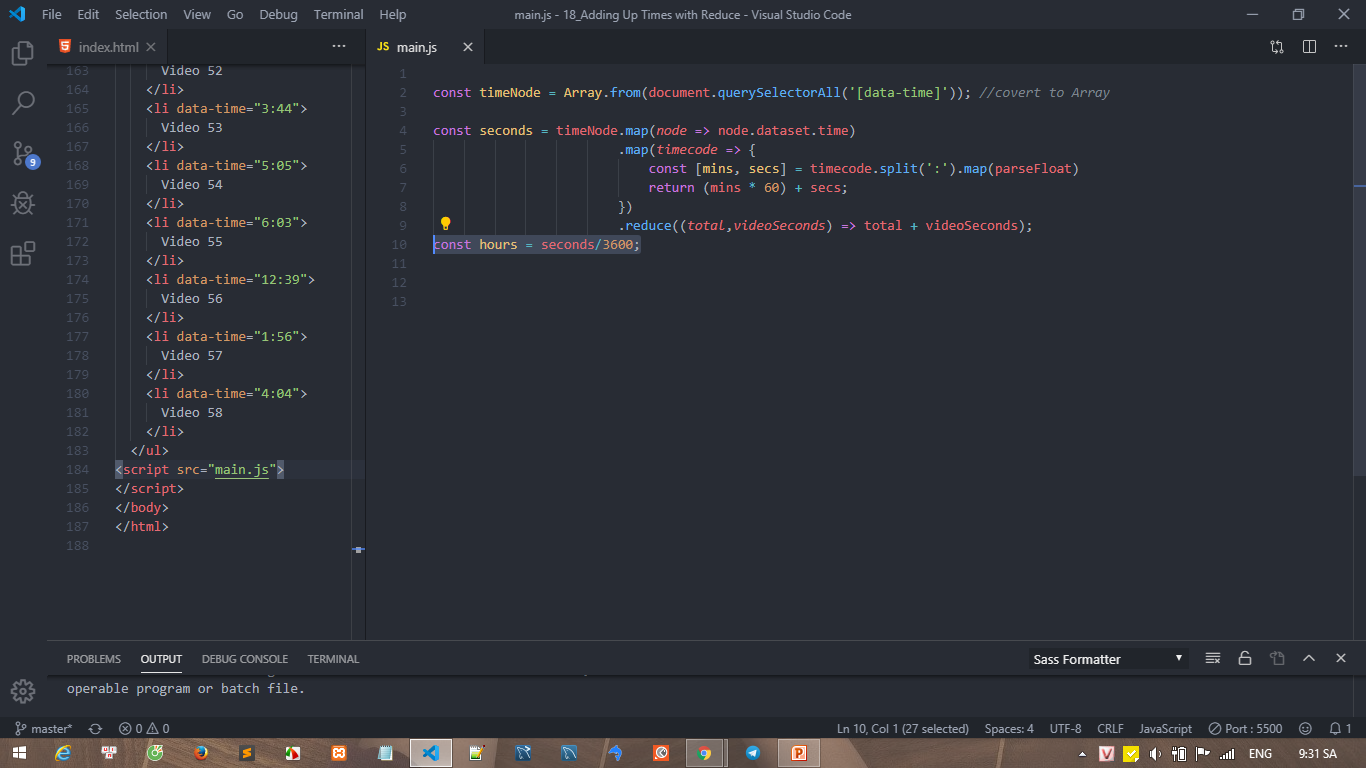 File Edit Selection View Go Debug Terminal Help main.js - 18_Adding Up Times with Reduce - Visual Studio Code
index.html
JS main.js
163 Video 52
164 </li>
165 <li data-time="3:44">
166 Video 53
167 </li>
168 <li data-time="5:05">
169 Video 54
170 </li>
171 <li data-time="6:03">
172 Video 55
173 </li>
174 <li data-time="12:39">
175 Video 56
176 </li>
177 <li data-time="1:56">
178 Video 57
179 </li>
180 <li data-time="4:04">
181 Video 58
182 </li>
183 </ul>
184 <script src="main.js">
185 </script>
186 </body>
187 </html>
188
1
2 const timeNode = Array.from(document.querySelectorAll('[data-time]')); //covert to Array
3
4 const seconds = timeNode.map(node => node.dataset.time)
5 .map(timecode => {
6 const [mins, secs] = timecode.split(':').map(parseFloat)
7 return (mins * 60) + secs;
8 })
9 .reduce((total,videoSeconds) => total + videoSeconds);
10 const hours = seconds/3600;
11
12
13
9
PROBLEMS OUTPUT DEBUG CONSOLE TERMINAL Sass Formatter
operable program or batch file.
master* 0 0 Ln 10, Col 1 (27 selected) Spaces: 4 UTF-8 CRLF JavaScript Port : 5500 1
ENG 9:31 SA